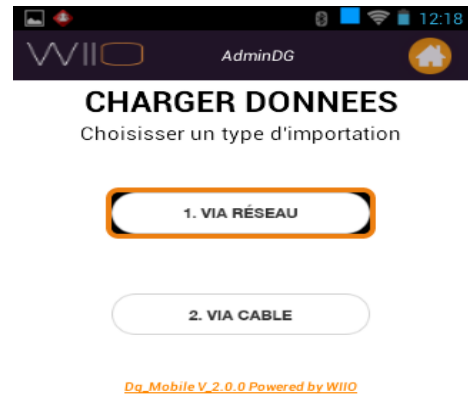 12:18
WIIO AdminDG
CHARGER DONNEES
Choisisser un type d'importation
1. VIA RÉSEAU
2. VIA CABLE
Dg_Mobile V_2.0.0 Powered by WIIO